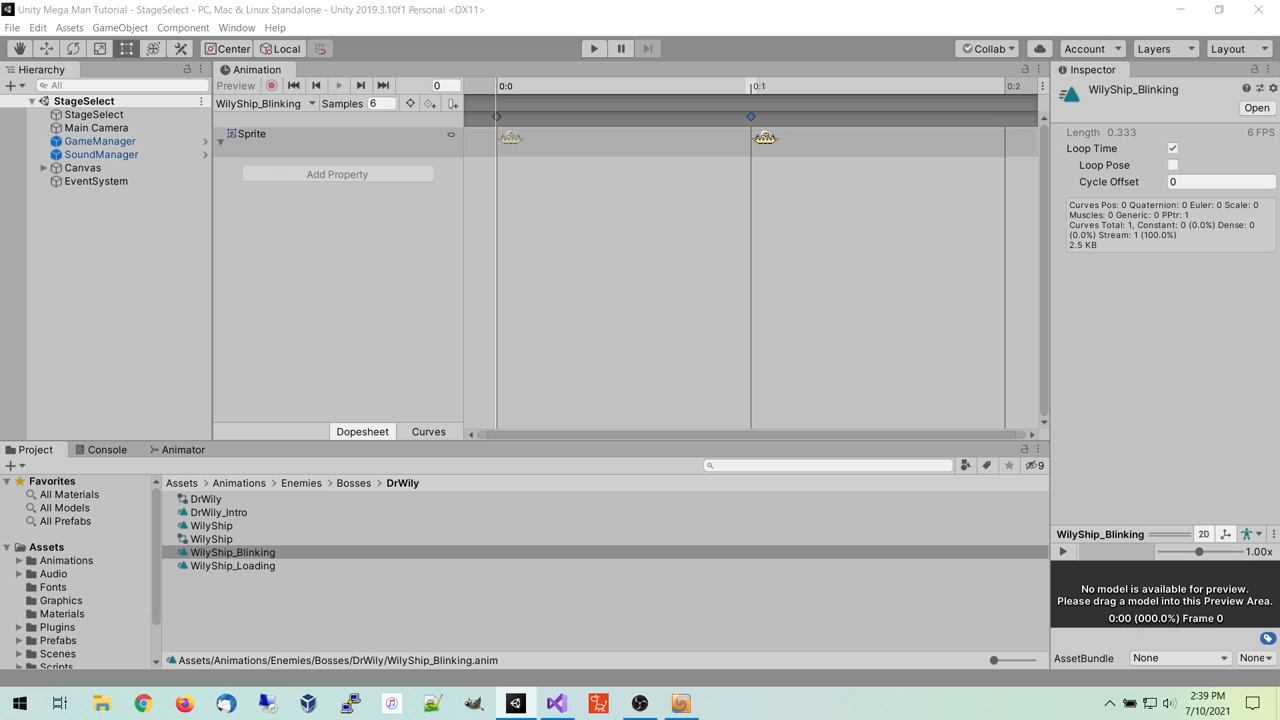 Unity Mega Man Tutorial - StageSelect - PC, Mac & Linux Standalone - Unity 2019.3.10f1 Personal <DX11>
File Edit Assets GameObject Component Window Help
Center Local Collab Account Layers Layout
Hierarchy
All
StageSelect
StageSelect
Main Camera
GameManager
SoundManager
Canvas
EventSystem
Animation
Preview 0 0:0 0:1 0:2
WilyShip_Blinking Samples 6
Sprite
Add Property
Dopesheet Curves
Inspector
WilyShip_Blinking
Open
Length 0.333 6 FPS
Loop Time
Loop Pose
Cycle Offset 0
Curves Pos: 0 Quaternion: 0 Euler: 0 Scale: 0
Muscles: 0 Generic: 0 PPtr: 1
Curves Total: 1, Constant: 0 (0.0%) Dense: 0
(0.0%) Stream: 1 (100.0%)
2.5 KB
Project Console Animator
9
Favorites
All Materials
All Models
All Prefabs
Assets
Animations
Audio
Fonts
Graphics
Materials
Plugins
Prefabs
Scenes
Scripts
Assets Animations Enemies Bosses DrWily
DrWily
DrWily_Intro
WilyShip
WilyShip
WilyShip_Blinking
WilyShip_Loading
Assets/Animations/Enemies/Bosses/DrWily/WilyShip_Blinking.anim
WilyShip_Blinking 2D
1.00x
No model is available for preview.
Please drag a model into this Preview Area.
0:00 (000.0%) Frame 0
AssetBundle None None
2:39 PM
7/10/2021